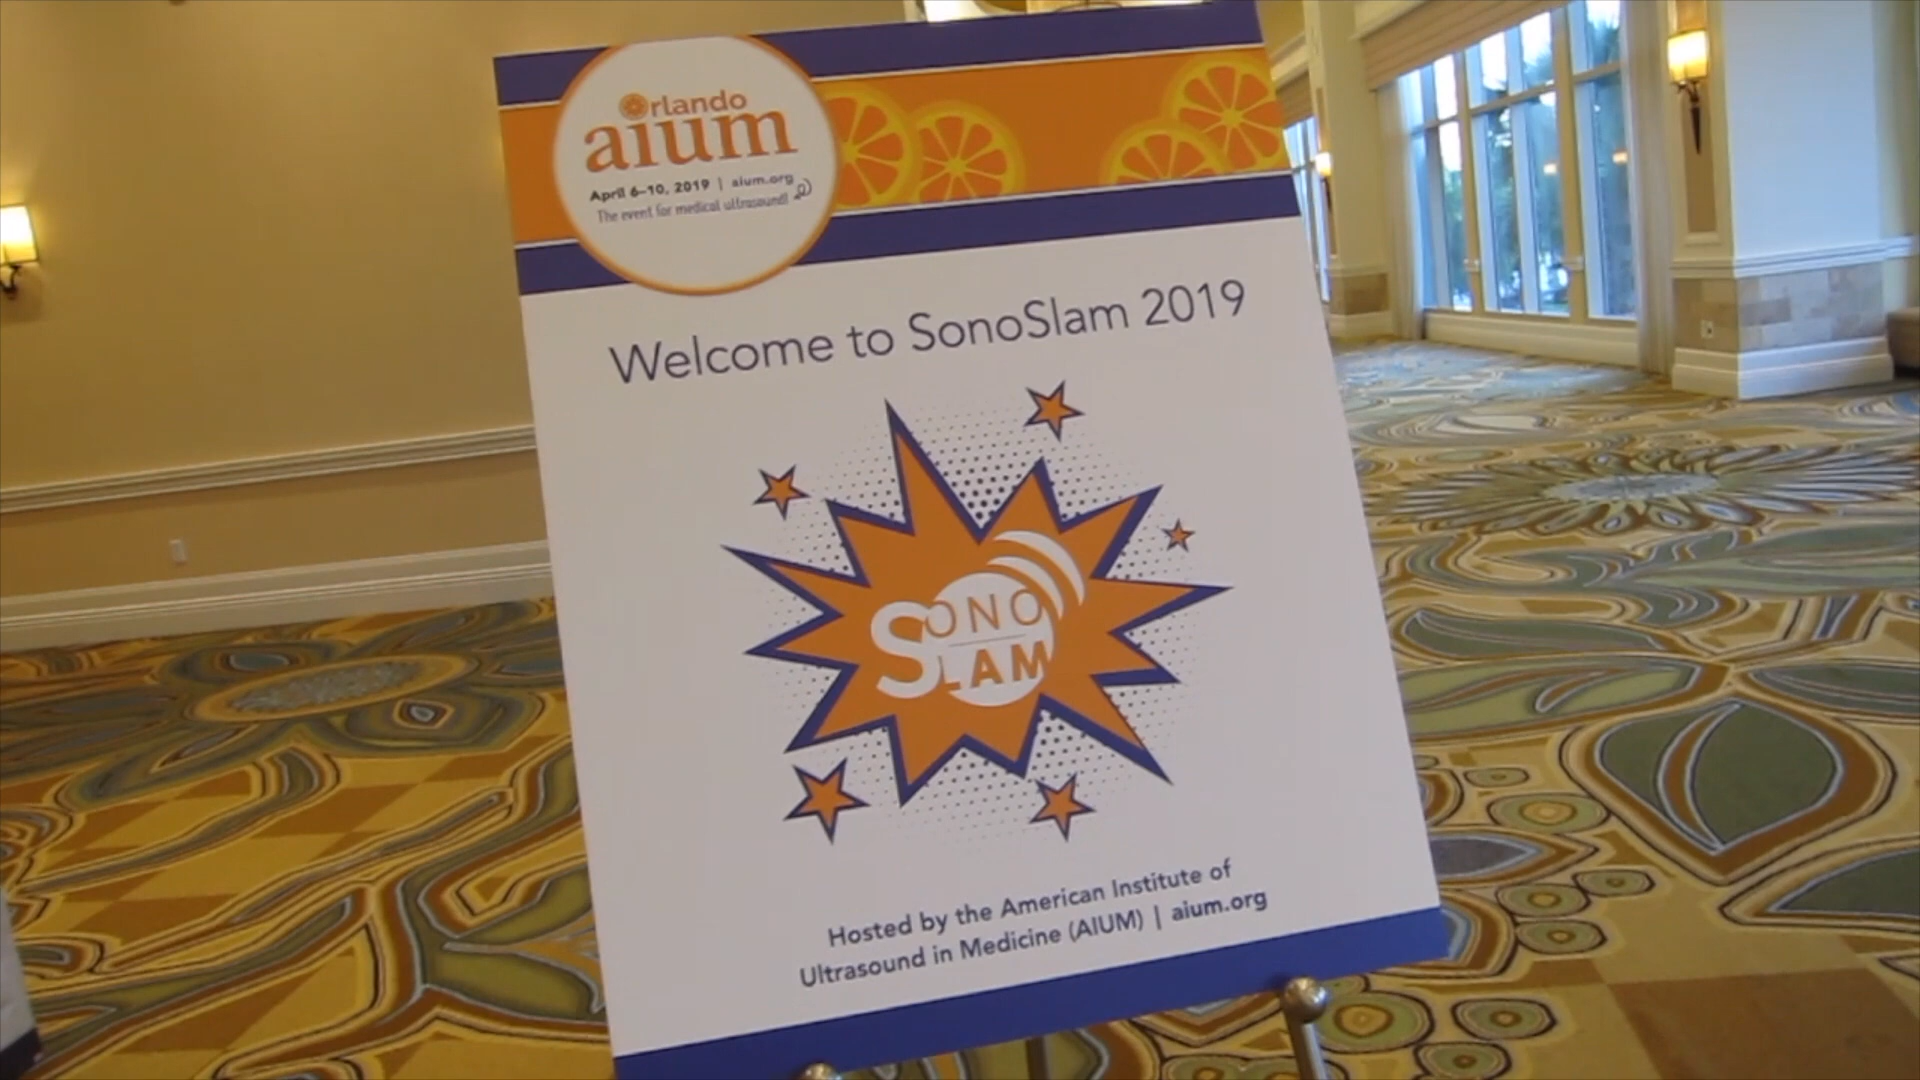 Orlando
aium
April 6–10, 2019 | aium.org
The event for medical ultrasound!
Welcome to SonoSlam 2019
SONO
SLAM
Hosted by the American Institute of
Ultrasound in Medicine (AIUM) | aium.org